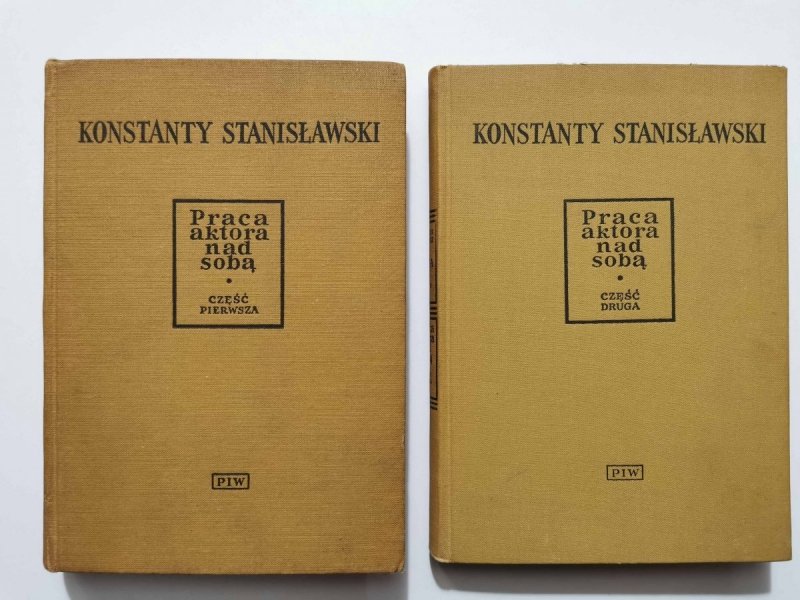 KONSTANTY STANISŁAWSKI
Praca
aktora
nad
sobą
•
CZĘŚĆ
PIERWSZA
PIW
KONSTANTY STANISŁAWSKI
Praca
aktora
nad
sobą
•
CZĘŚĆ
DRUGA
PIW